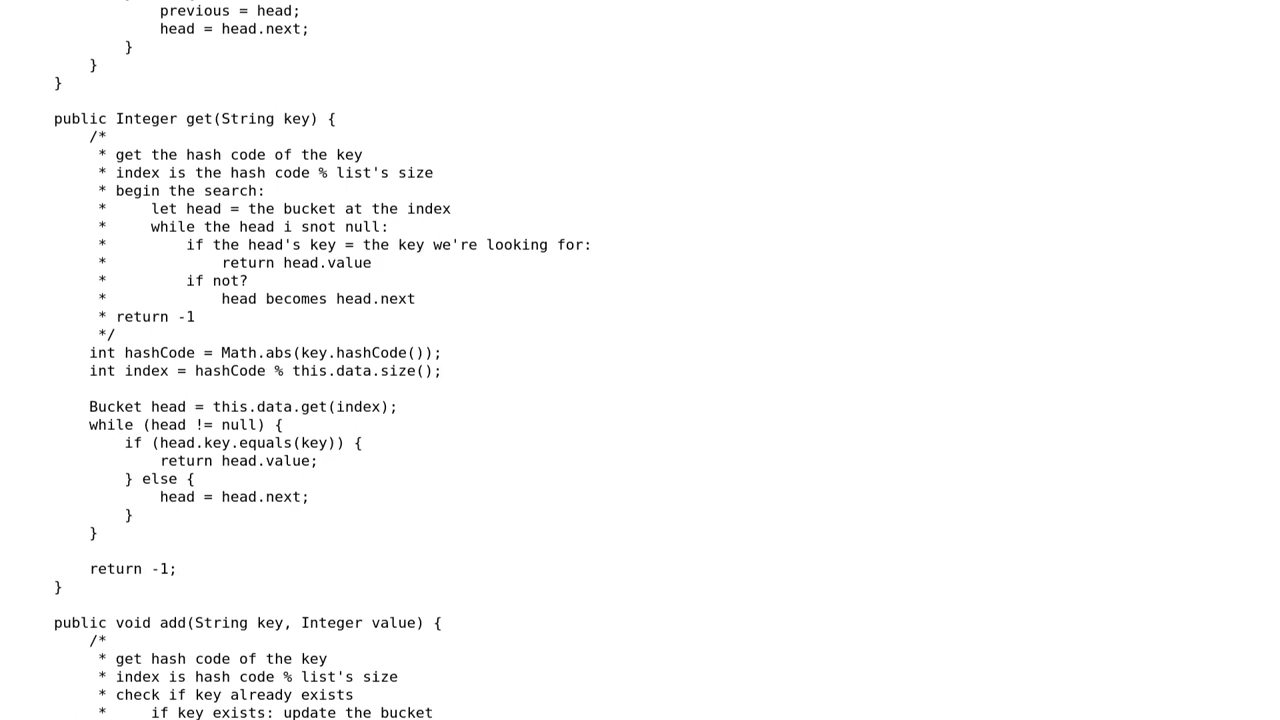 previous = head;
head = head.next;
}
}
}
public Integer get(String key) {
/*
* get the hash code of the key
* index is the hash code % list's size
* begin the search:
*     let head = the bucket at the index
*     while the head i snot null:
*         if the head's key = the key we're looking for:
*             return head.value
*         if not?
*             head becomes head.next
* return -1
*/
int hashCode = Math.abs(key.hashCode());
int index = hashCode % this.data.size();
Bucket head = this.data.get(index);
while (head != null) {
if (head.key.equals(key)) {
return head.value;
} else {
head = head.next;
}
}
return -1;
}
public void add(String key, Integer value) {
/*
* get hash code of the key
* index is hash code % list's size
* check if key already exists
*     if key exists: update the bucket